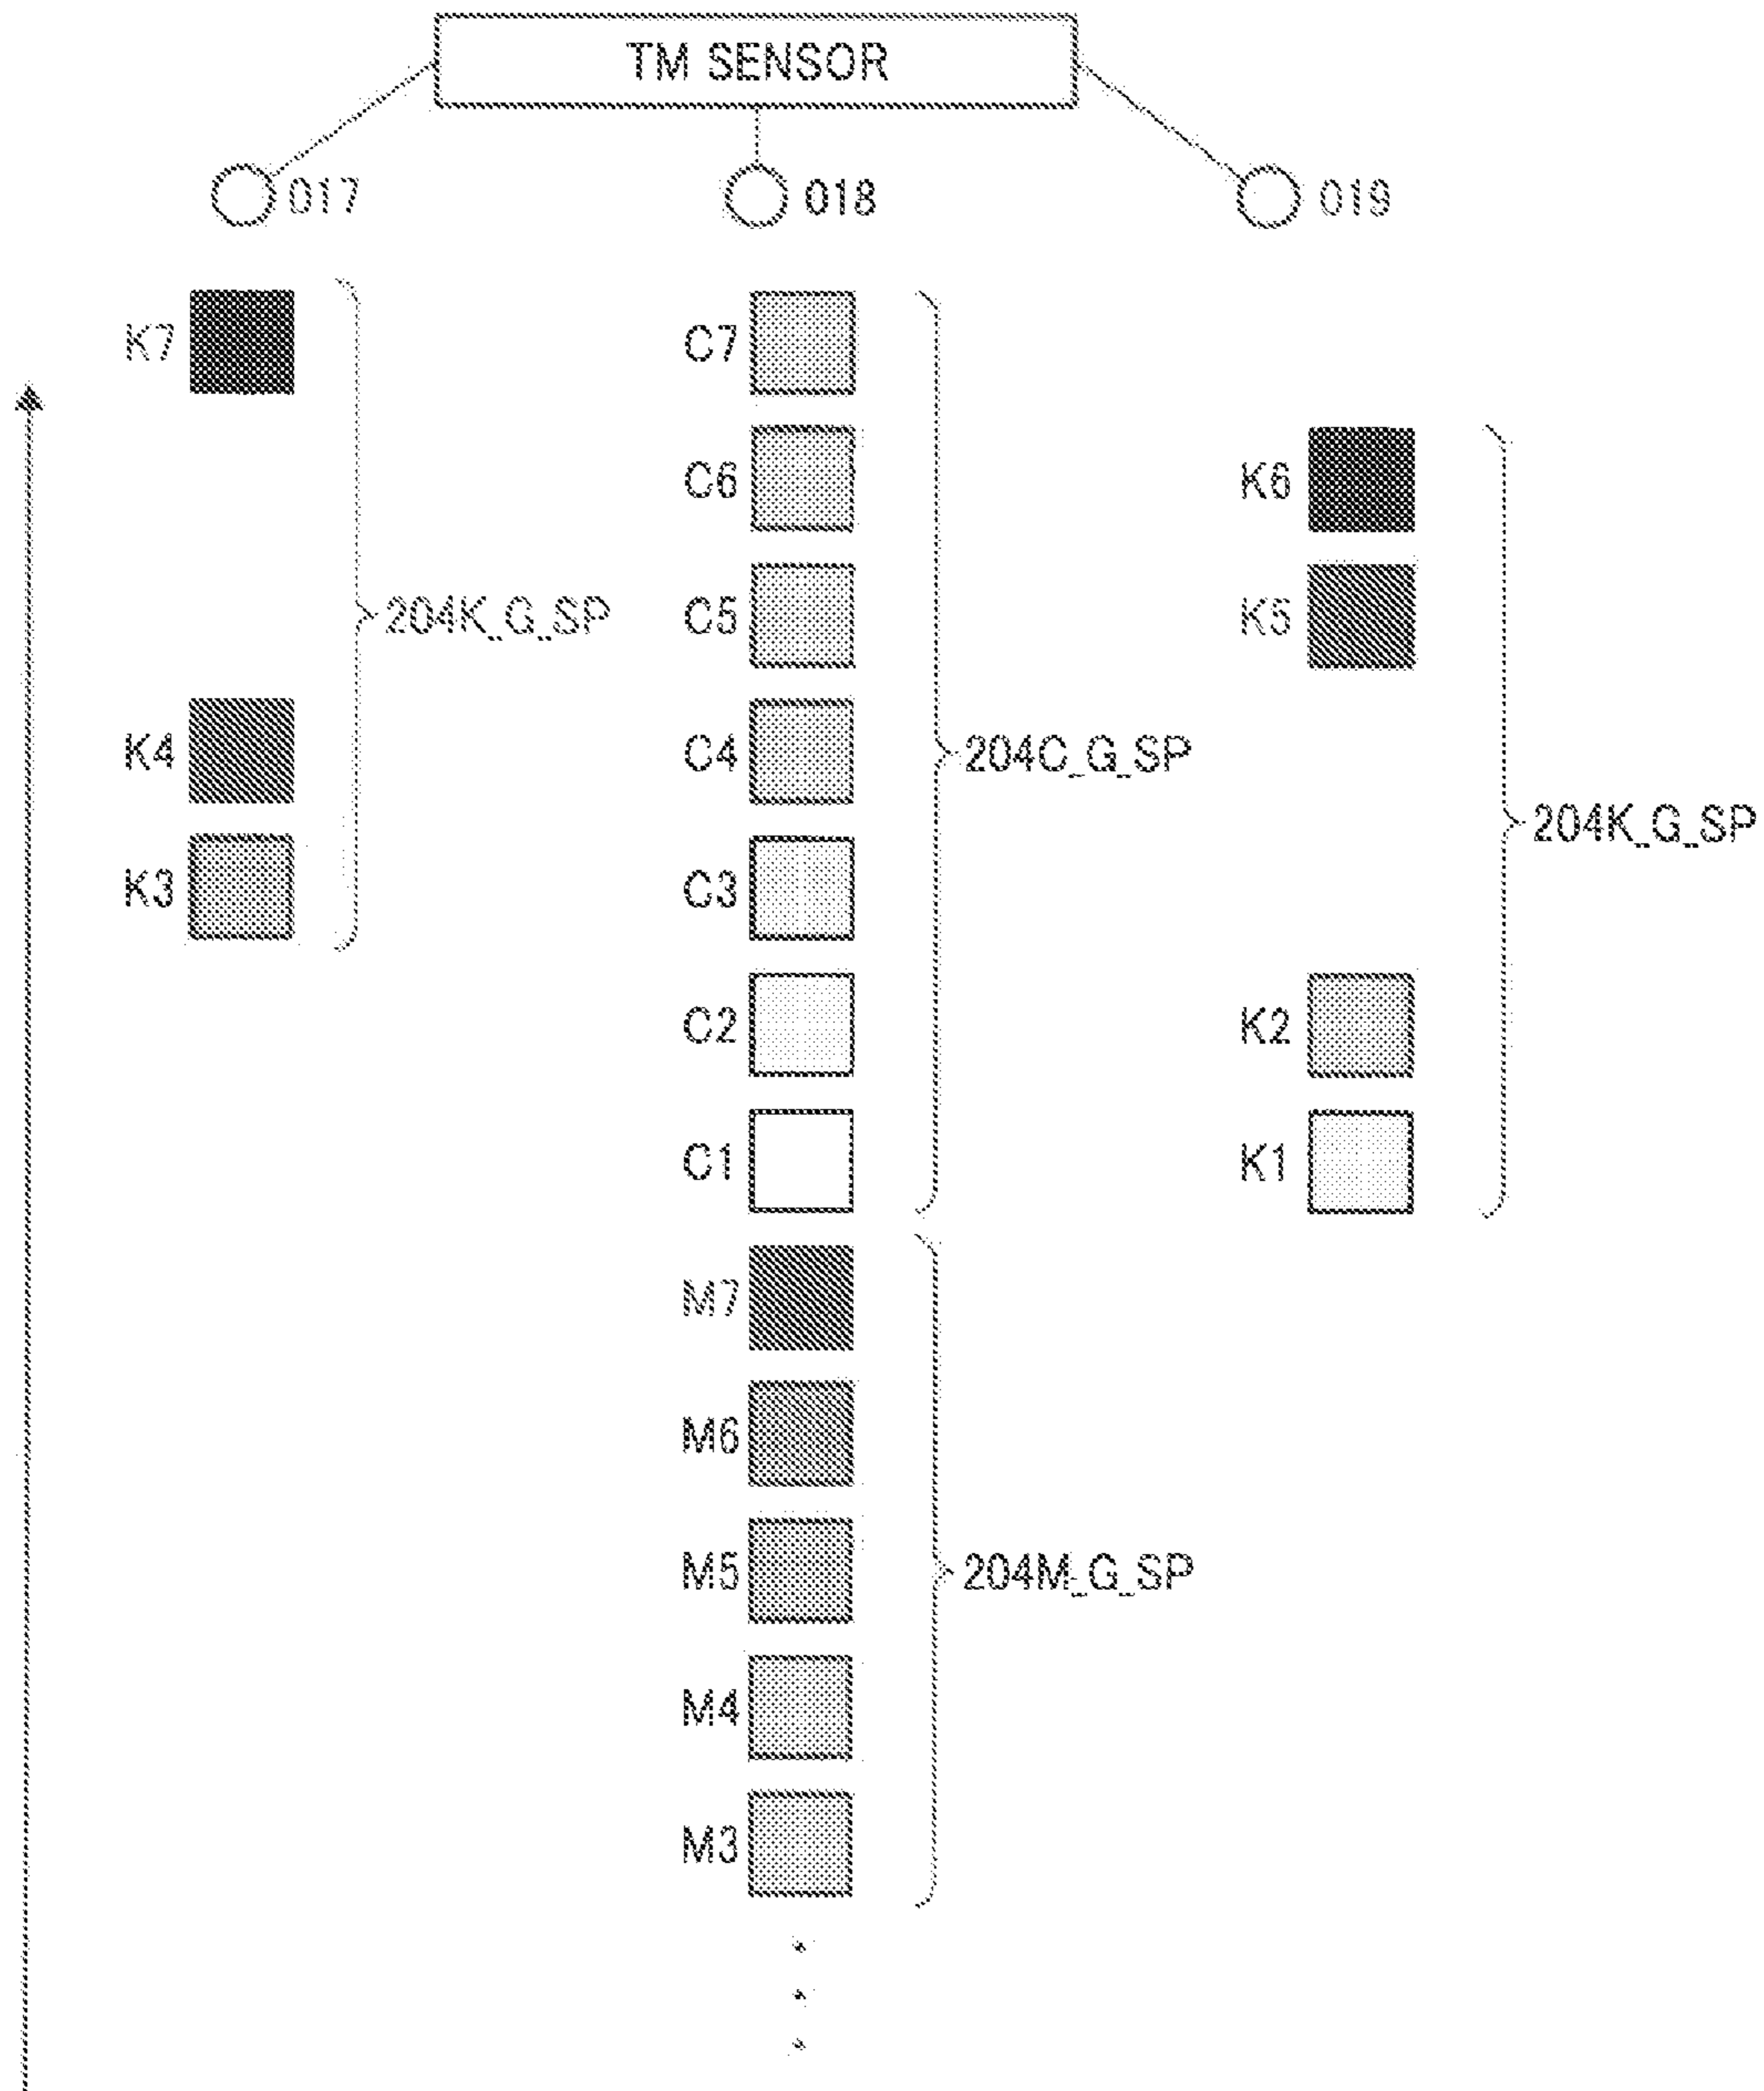 TM SENSOR
017 018 019
K7 C7
C6 K6
204K_G_SP C5 K5
K4 C4 204C_G_SP
204K_G_SP
K3 C3
C2 K2
C1 K1
M7
M6
M5 204M_G_SP
M4
M3